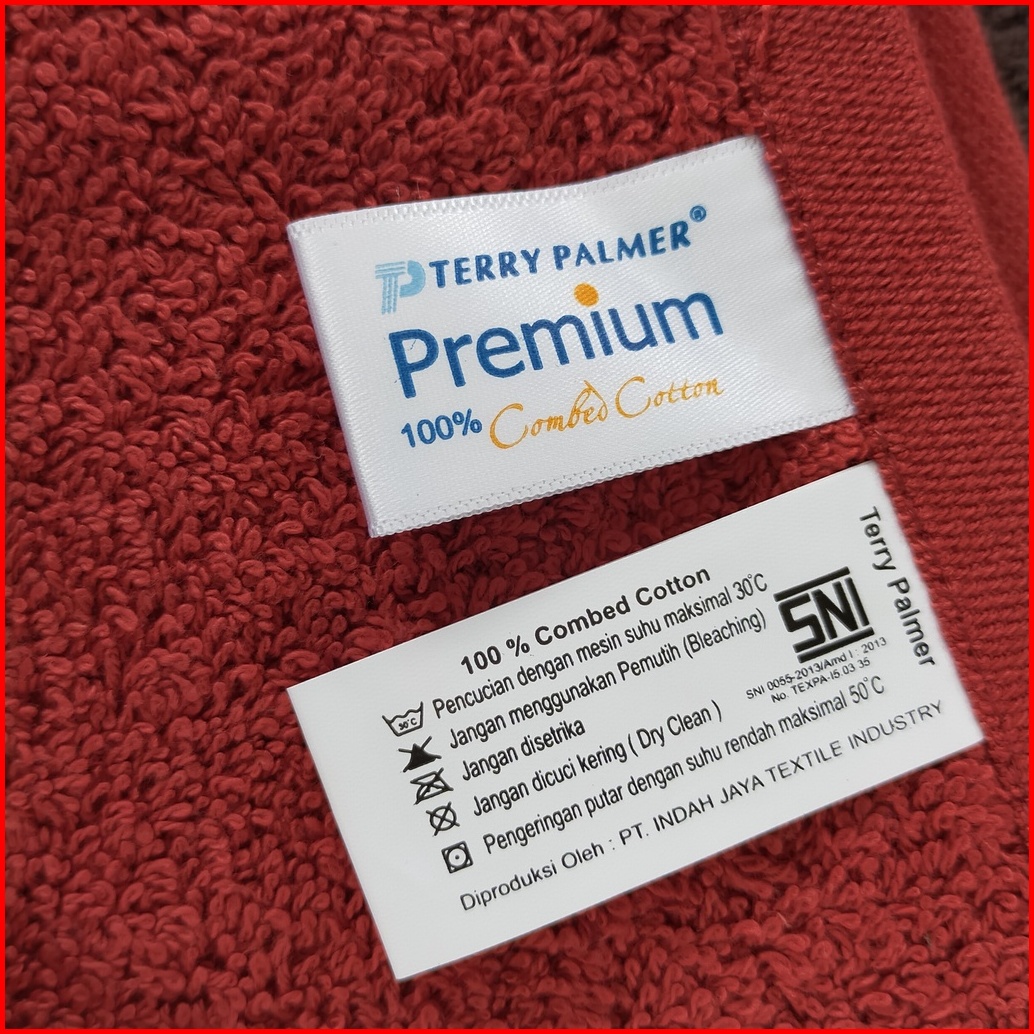 TERRY PALMER®
Premium
100% Combed Cotton
Terry Palmer
100 % Combed Cotton
30°C
Pencucian dengan mesin suhu maksimal 30°C
Jangan menggunakan Pemutih (Bleaching)
Jangan disetrika
Jangan dicuci kering ( Dry Clean )
Pengeringan putar dengan suhu rendah maksimal 50°C
SNI
SNI 0055-2013/Amd I : 2013
No. TEXPA-I5.03 35
Diproduksi Oleh : PT. INDAH JAYA TEXTILE INDUSTRY